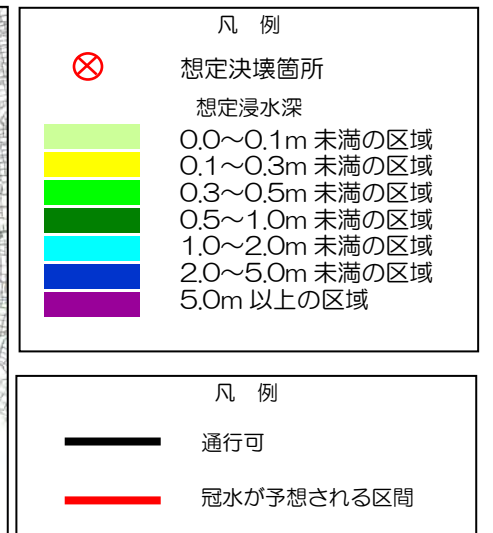 凡　例
想定決壊箇所
想定浸水深
0.0～0.1m 未満の区域
0.1～0.3m 未満の区域
0.3～0.5m 未満の区域
0.5～1.0m 未満の区域
1.0～2.0m 未満の区域
2.0～5.0m 未満の区域
5.0m 以上の区域
凡　例
通行可
冠水が予想される区間